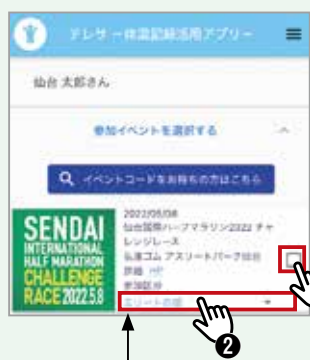 テレサ －体温記録活用アプリ－
仙台 太郎さん
参加イベントを選択する
イベントコードをお持ちの方はこちら
SENDAI
INTERNATIONAL
HALF MARATHON
CHALLENGE
RACE 2022.5.8
2022/05/08
仙台国際ハーフマラソン2022 チャ
レンジレース
弘進ゴム アスリートパーク仙台
詳細 HP
参加区分
エリートの部
❷